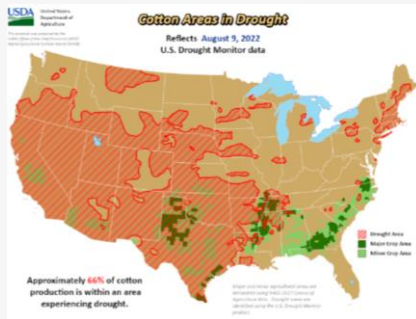 USDA
United States
Department of
Agriculture
Cotton Areas in Drought
Reflects August 9, 2022
U.S. Drought Monitor data
Drought Area
Major Crop Area
Minor Crop Area
Approximately 66% of cotton
production is within an area
experiencing drought.